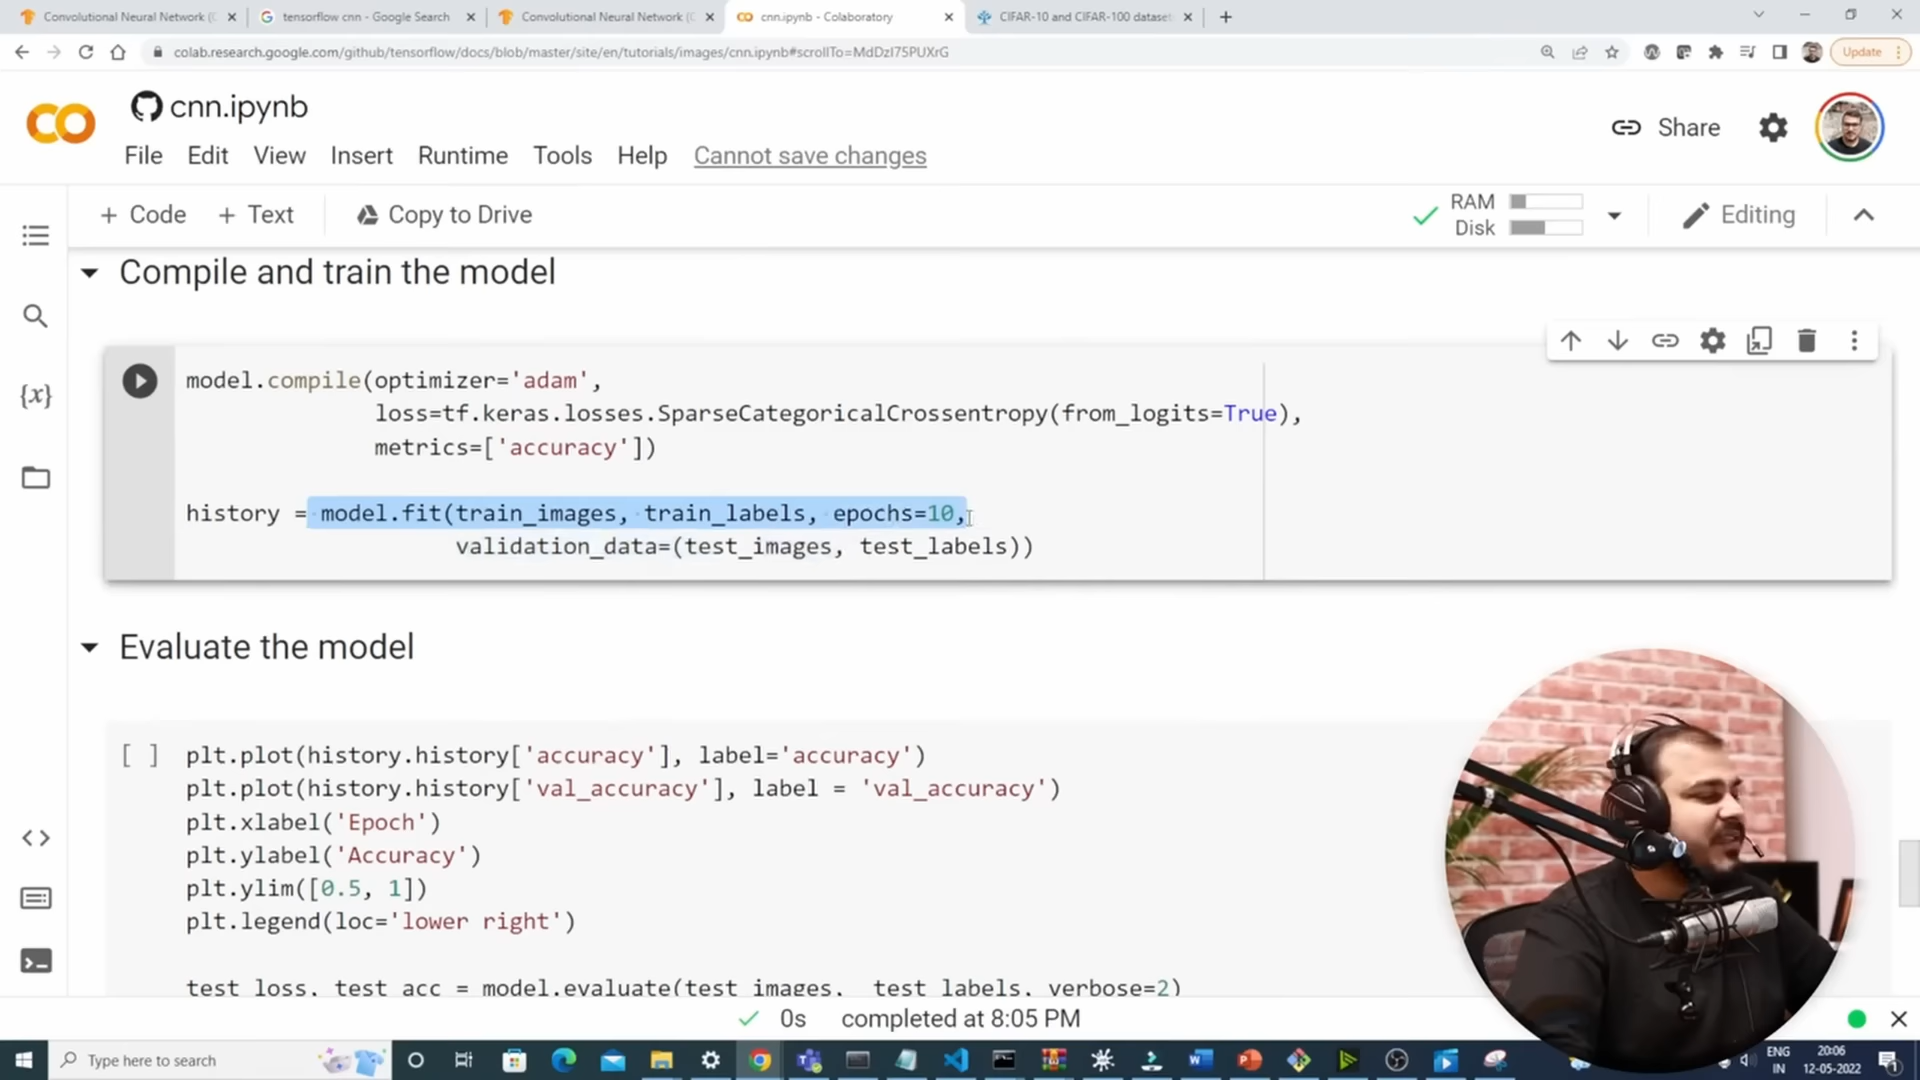 Convolutional Neural Network (C
tensorflow cnn - Google Search
Convolutional Neural Network (C
cnn.ipynb - Colaboratory
CIFAR-10 and CIFAR-100 dataset
colab.research.google.com/github/tensorflow/docs/blob/master/site/en/tutorials/images/cnn.ipynb#scrollTo=MdDzI75PUXrG
Update
cnn.ipynb
File Edit View Insert Runtime Tools Help Cannot save changes
Share
+ Code + Text Copy to Drive
RAM
Disk
Editing
Compile and train the model
model.compile(optimizer='adam',
loss=tf.keras.losses.SparseCategoricalCrossentropy(from_logits=True),
metrics=['accuracy'])
history = model.fit(train_images, train_labels, epochs=10,
validation_data=(test_images, test_labels))
Evaluate the model
[ ] plt.plot(history.history['accuracy'], label='accuracy')
plt.plot(history.history['val_accuracy'], label = 'val_accuracy')
plt.xlabel('Epoch')
plt.ylabel('Accuracy')
plt.ylim([0.5, 1])
plt.legend(loc='lower right')
test_loss, test_acc = model.evaluate(test_images, test_labels, verbose=2)
0s completed at 8:05 PM
Type here to search
ENG
IN
20:06
12-05-2022